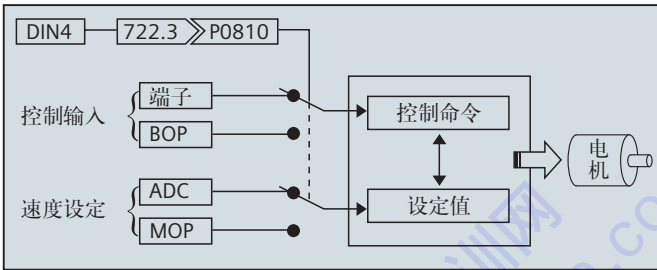 DIN4 722.3 P0810
控制输入
端子
BOP
速度设定
ADC
MOP
控制命令
设定值
电机